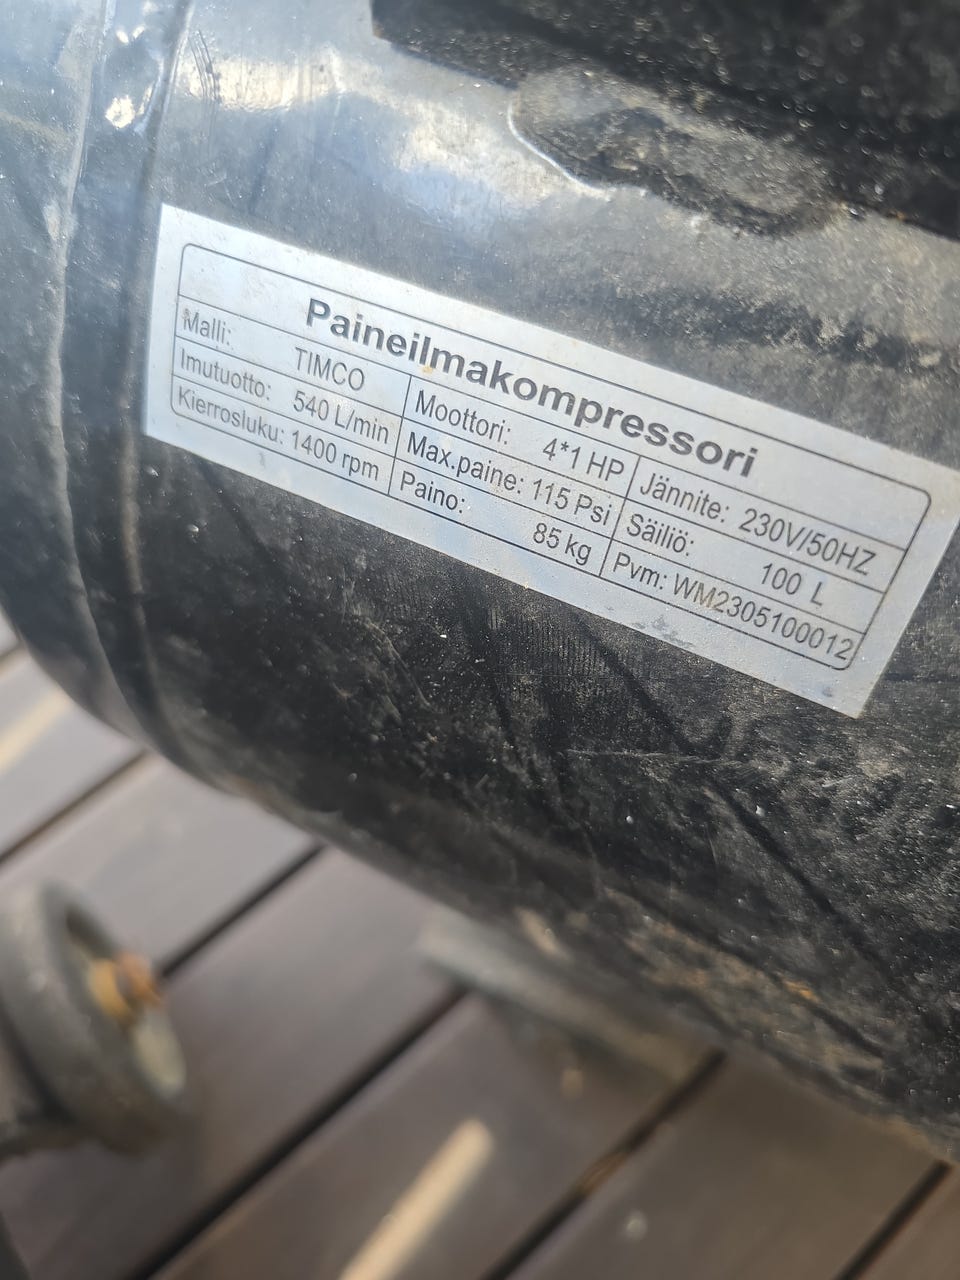 Paineilmakompressori
Malli: TIMCO Moottori: 4*1 HP Jännite: 230V/50HZ
Imutuotto: 540 L/min Max.paine: 115 Psi Säiliö: 100 L
Kierrosluku: 1400 rpm Paino: 85 kg Pvm: WM2305100012